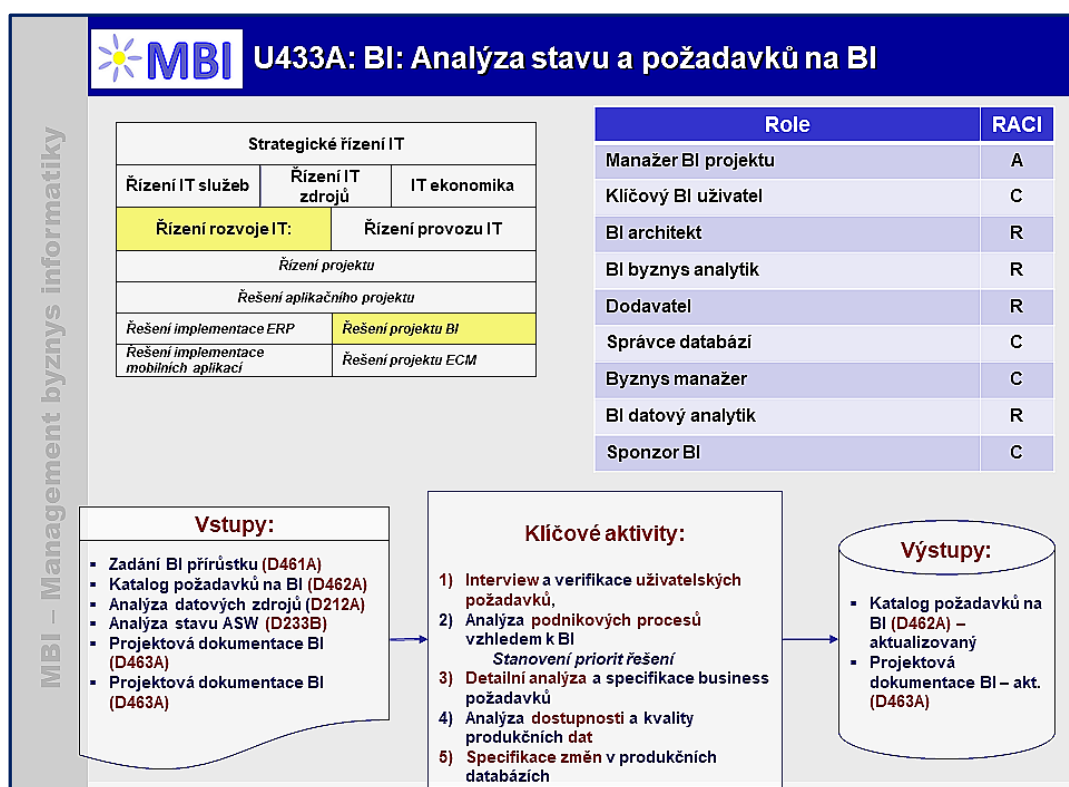 MBI
U433A: BI: Analýza stavu a požadavků na BI
MBI – Management byznys informatiky
Strategické řízení IT
Řízení IT služeb
Řízení IT
zdrojů
IT ekonomika
Řízení rozvoje IT:
Řízení provozu IT
Řízení projektu
Řešení aplikačního projektu
Řešení implementace ERP
Řešení projektu BI
Řešení implementace
mobilních aplikací
Řešení projektu ECM
Role RACI
Manažer BI projektu A
Klíčový BI uživatel C
BI architekt R
BI byznys analytik R
Dodavatel R
Správce databází C
Byznys manažer C
BI datový analytik R
Sponzor BI C
Vstupy:
▪ Zadání BI přírůstku (D461A)
▪ Katalog požadavků na BI (D462A)
▪ Analýza datových zdrojů (D212A)
▪ Analýza stavu ASW (D233B)
▪ Projektová dokumentace BI
(D463A)
▪ Projektová dokumentace BI
(D463A)
Klíčové aktivity:
1) Interview a verifikace uživatelských
požadavků,
2) Analýza podnikových procesů
vzhledem k BI
Stanovení priorit řešení
3) Detailní analýza a specifikace business
požadavků
4) Analýza dostupnosti a kvality
produkčních dat
5) Specifikace změn v produkčních
databázích
Výstupy:
▪ Katalog požadavků na
BI (D462A) –
aktualizovaný
▪ Projektová
dokumentace BI – akt.
(D463A)